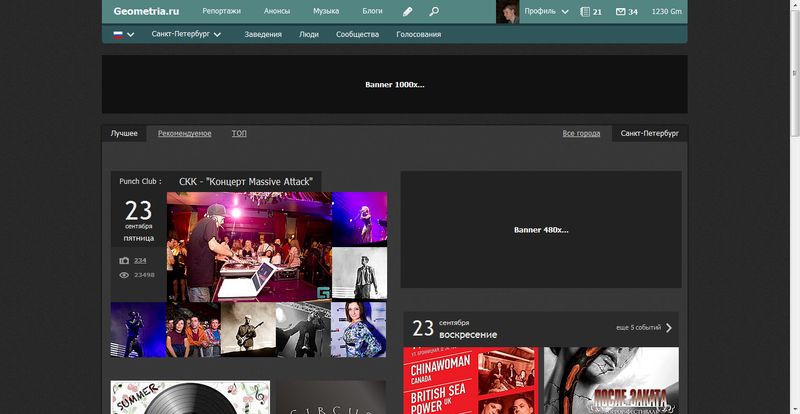 Geometria.ru
Репортажи
Анонсы
Музыка
Блоги
Профиль
21
34
1230 Gm
Санкт-Петербург
Заведения
Люди
Сообщества
Голосования
Banner 1000x...
Лучшее
Рекомендуемое
ТОП
Все города
Санкт-Петербург
Punch Club :
СКК - "Концерт Massive Attack"
23
сентября
пятница
234
23498
Banner 480x...
23
сентября
воскресение
еще 5 событий
CHINAWOMAN
CANADA
BRITISH SEA
POWER UK
ПОСЛЕ ЗАКАТА
SUMMER